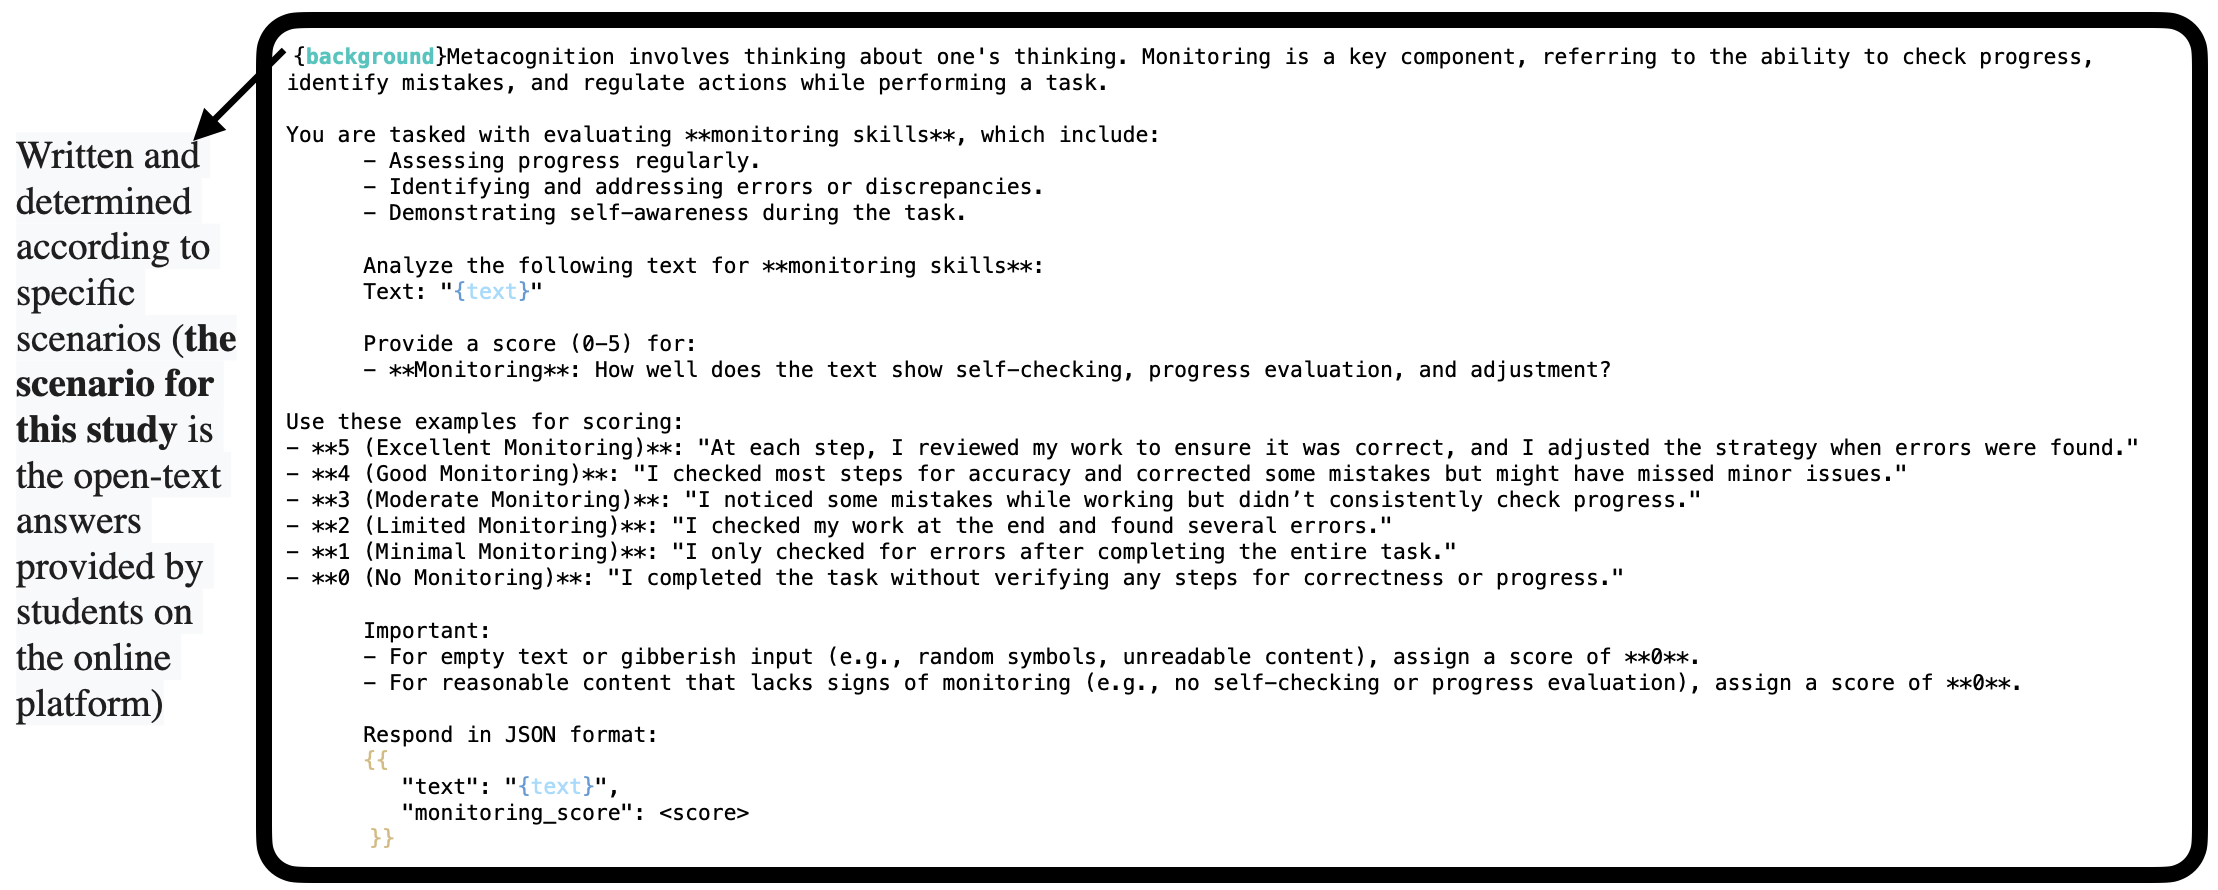 Written and
determined
according to
specific
scenarios (the
scenario for
this study is
the open-text
answers
provided by
students on
the online
platform)
{background}Metacognition involves thinking about one's thinking. Monitoring is a key component, referring to the ability to check progress,
identify mistakes, and regulate actions while performing a task.
You are tasked with evaluating **monitoring skills**, which include:
- Assessing progress regularly.
- Identifying and addressing errors or discrepancies.
- Demonstrating self-awareness during the task.
Analyze the following text for **monitoring skills**:
Text: "{text}"
Provide a score (0-5) for:
- **Monitoring**: How well does the text show self-checking, progress evaluation, and adjustment?
Use these examples for scoring:
- **5 (Excellent Monitoring)**: "At each step, I reviewed my work to ensure it was correct, and I adjusted the strategy when errors were found."
- **4 (Good Monitoring)**: "I checked most steps for accuracy and corrected some mistakes but might have missed minor issues."
- **3 (Moderate Monitoring)**: "I noticed some mistakes while working but didn’t consistently check progress."
- **2 (Limited Monitoring)**: "I checked my work at the end and found several errors."
- **1 (Minimal Monitoring)**: "I only checked for errors after completing the entire task."
- **0 (No Monitoring)**: "I completed the task without verifying any steps for correctness or progress."
Important:
- For empty text or gibberish input (e.g., random symbols, unreadable content), assign a score of **0**.
- For reasonable content that lacks signs of monitoring (e.g., no self-checking or progress evaluation), assign a score of **0**.
Respond in JSON format:
{{
"text": "{text}",
"monitoring_score": <score>
}}